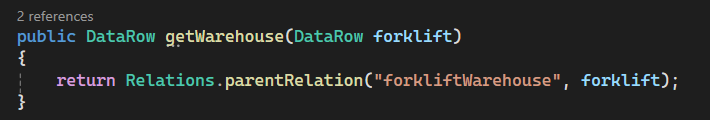 2 references
public DataRow getWarehouse(DataRow forklift)
{
return Relations.parentRelation("forkliftWarehouse", forklift);
}